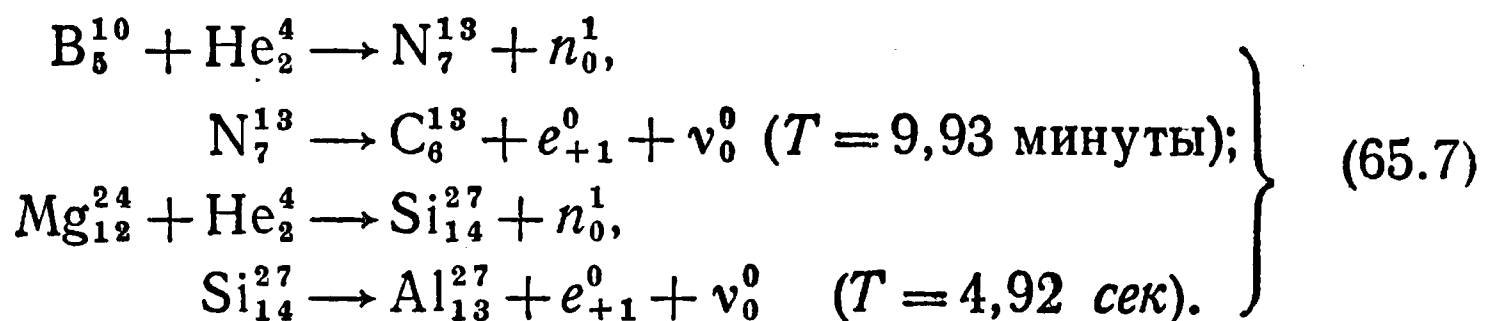 B₅¹⁰ + He₂⁴ → N₇¹³ + n₀¹,
N₇¹³ → C₆¹³ + e₊₁⁰ + ν₀⁰ (T = 9,93 минуты);
Mg₁₂²⁴ + He₂⁴ → Si₁₄²⁷ + n₀¹,
Si₁₄²⁷ → Al₁₃²⁷ + e₊₁⁰ + ν₀⁰ (T = 4,92 сек).
(65.7)